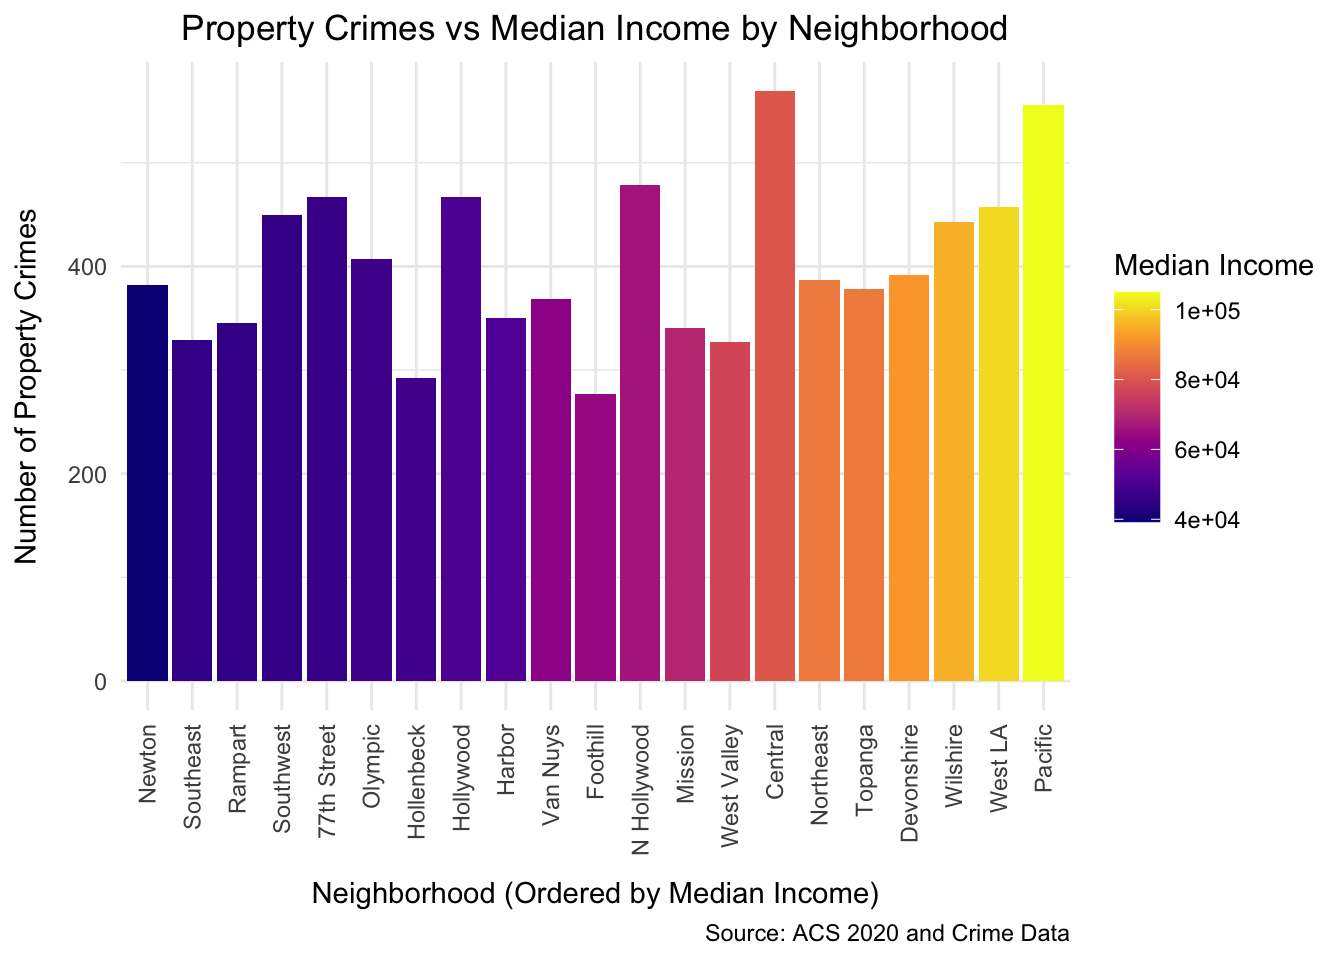 Property Crimes vs Median Income by Neighborhood
Number of Property Crimes
400
200
0
Newton
Southeast
Rampart
Southwest
77th Street
Olympic
Hollenbeck
Hollywood
Harbor
Van Nuys
Foothill
N Hollywood
Mission
West Valley
Central
Northeast
Topanga
Devonshire
Wilshire
West LA
Pacific
Neighborhood (Ordered by Median Income)
Median Income
1e+05
8e+04
6e+04
4e+04
Source: ACS 2020 and Crime Data